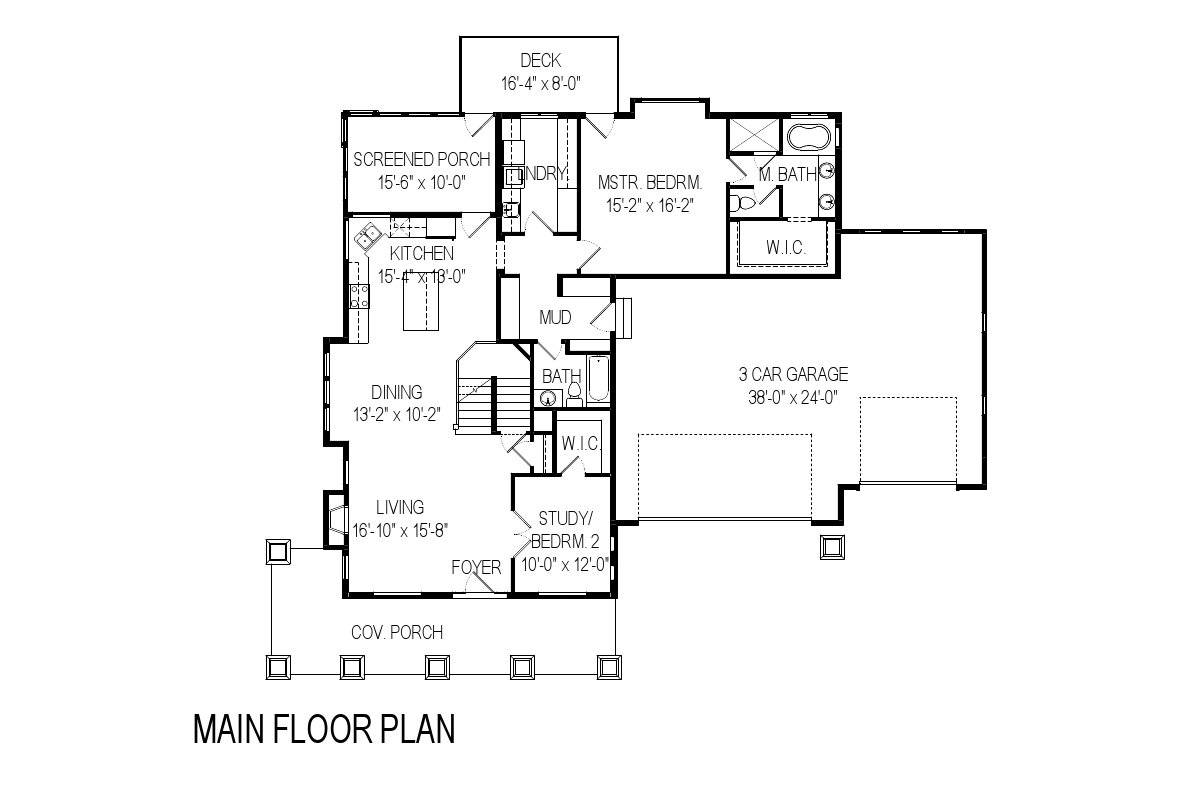 DECK
16'-4" x 8'-0"
SCREENED PORCH
15'-6" x 10'-0"
LNDRY.
MSTR. BEDRM.
15'-2" x 16'-2"
M. BATH
W.I.C.
KITCHEN
15'-4" x 13'-0"
MUD
BATH
DINING
13'-2" x 10'-2"
3 CAR GARAGE
38'-0" x 24'-0"
W.I.C.
LIVING
16'-10" x 15'-8"
STUDY/
BEDRM. 2
10'-0" x 12'-0"
FOYER
COV. PORCH
MAIN FLOOR PLAN